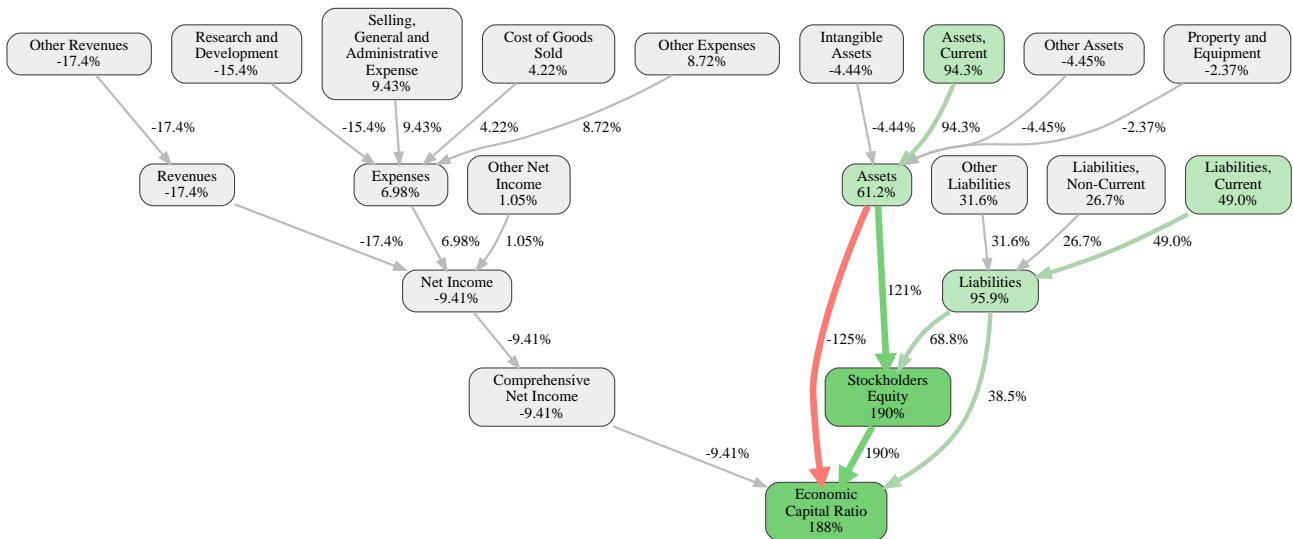 Other Revenues
-17.4%
Research and
Development
-15.4%
Selling,
General and
Administrative
Expense
9.43%
Cost of Goods
Sold
4.22%
Other Expenses
8.72%
Intangible
Assets
-4.44%
Assets,
Current
94.3%
Other Assets
-4.45%
Property and
Equipment
-2.37%
-17.4%
-15.4%
9.43%
4.22%
8.72%
-4.44%
94.3%
-4.45%
-2.37%
Revenues
-17.4%
Expenses
6.98%
Other Net
Income
1.05%
Assets
61.2%
Other
Liabilities
31.6%
Liabilities,
Non-Current
26.7%
Liabilities,
Current
49.0%
-17.4%
6.98%
1.05%
31.6%
26.7%
49.0%
Net Income
-9.41%
121%
Liabilities
95.9%
-9.41%
-125%
68.8%
Comprehensive
Net Income
-9.41%
Stockholders
Equity
190%
38.5%
-9.41%
190%
Economic
Capital Ratio
188%